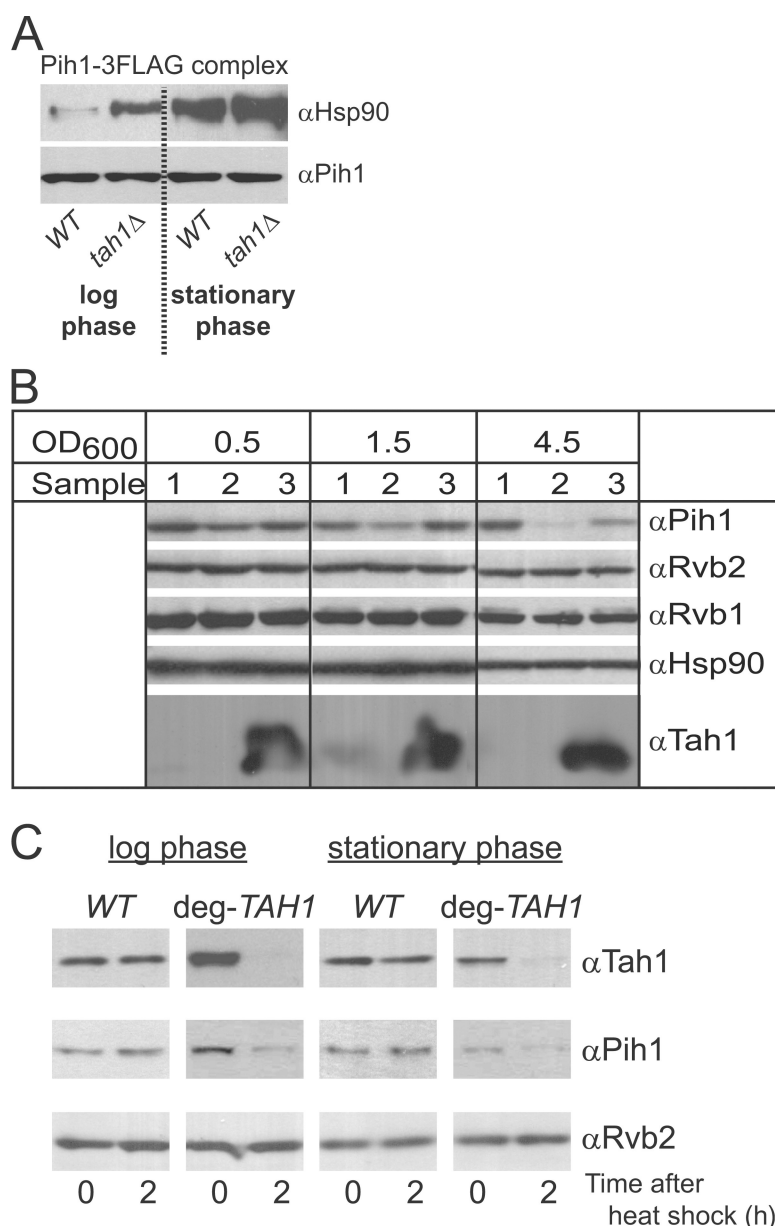 A
Pih1-3FLAG complex
αHsp90
αPih1
WT tah1Δ WT tah1Δ
log phase
stationary phase
B
OD600 0.5 1.5 4.5
Sample 1 2 3 1 2 3 1 2 3
αPih1
αRvb2
αRvb1
αHsp90
αTah1
C
log phase stationary phase
WT deg-TAH1 WT deg-TAH1
αTah1
αPih1
αRvb2
0 2 0 2 0 2 0 2 Time after
heat shock (h)